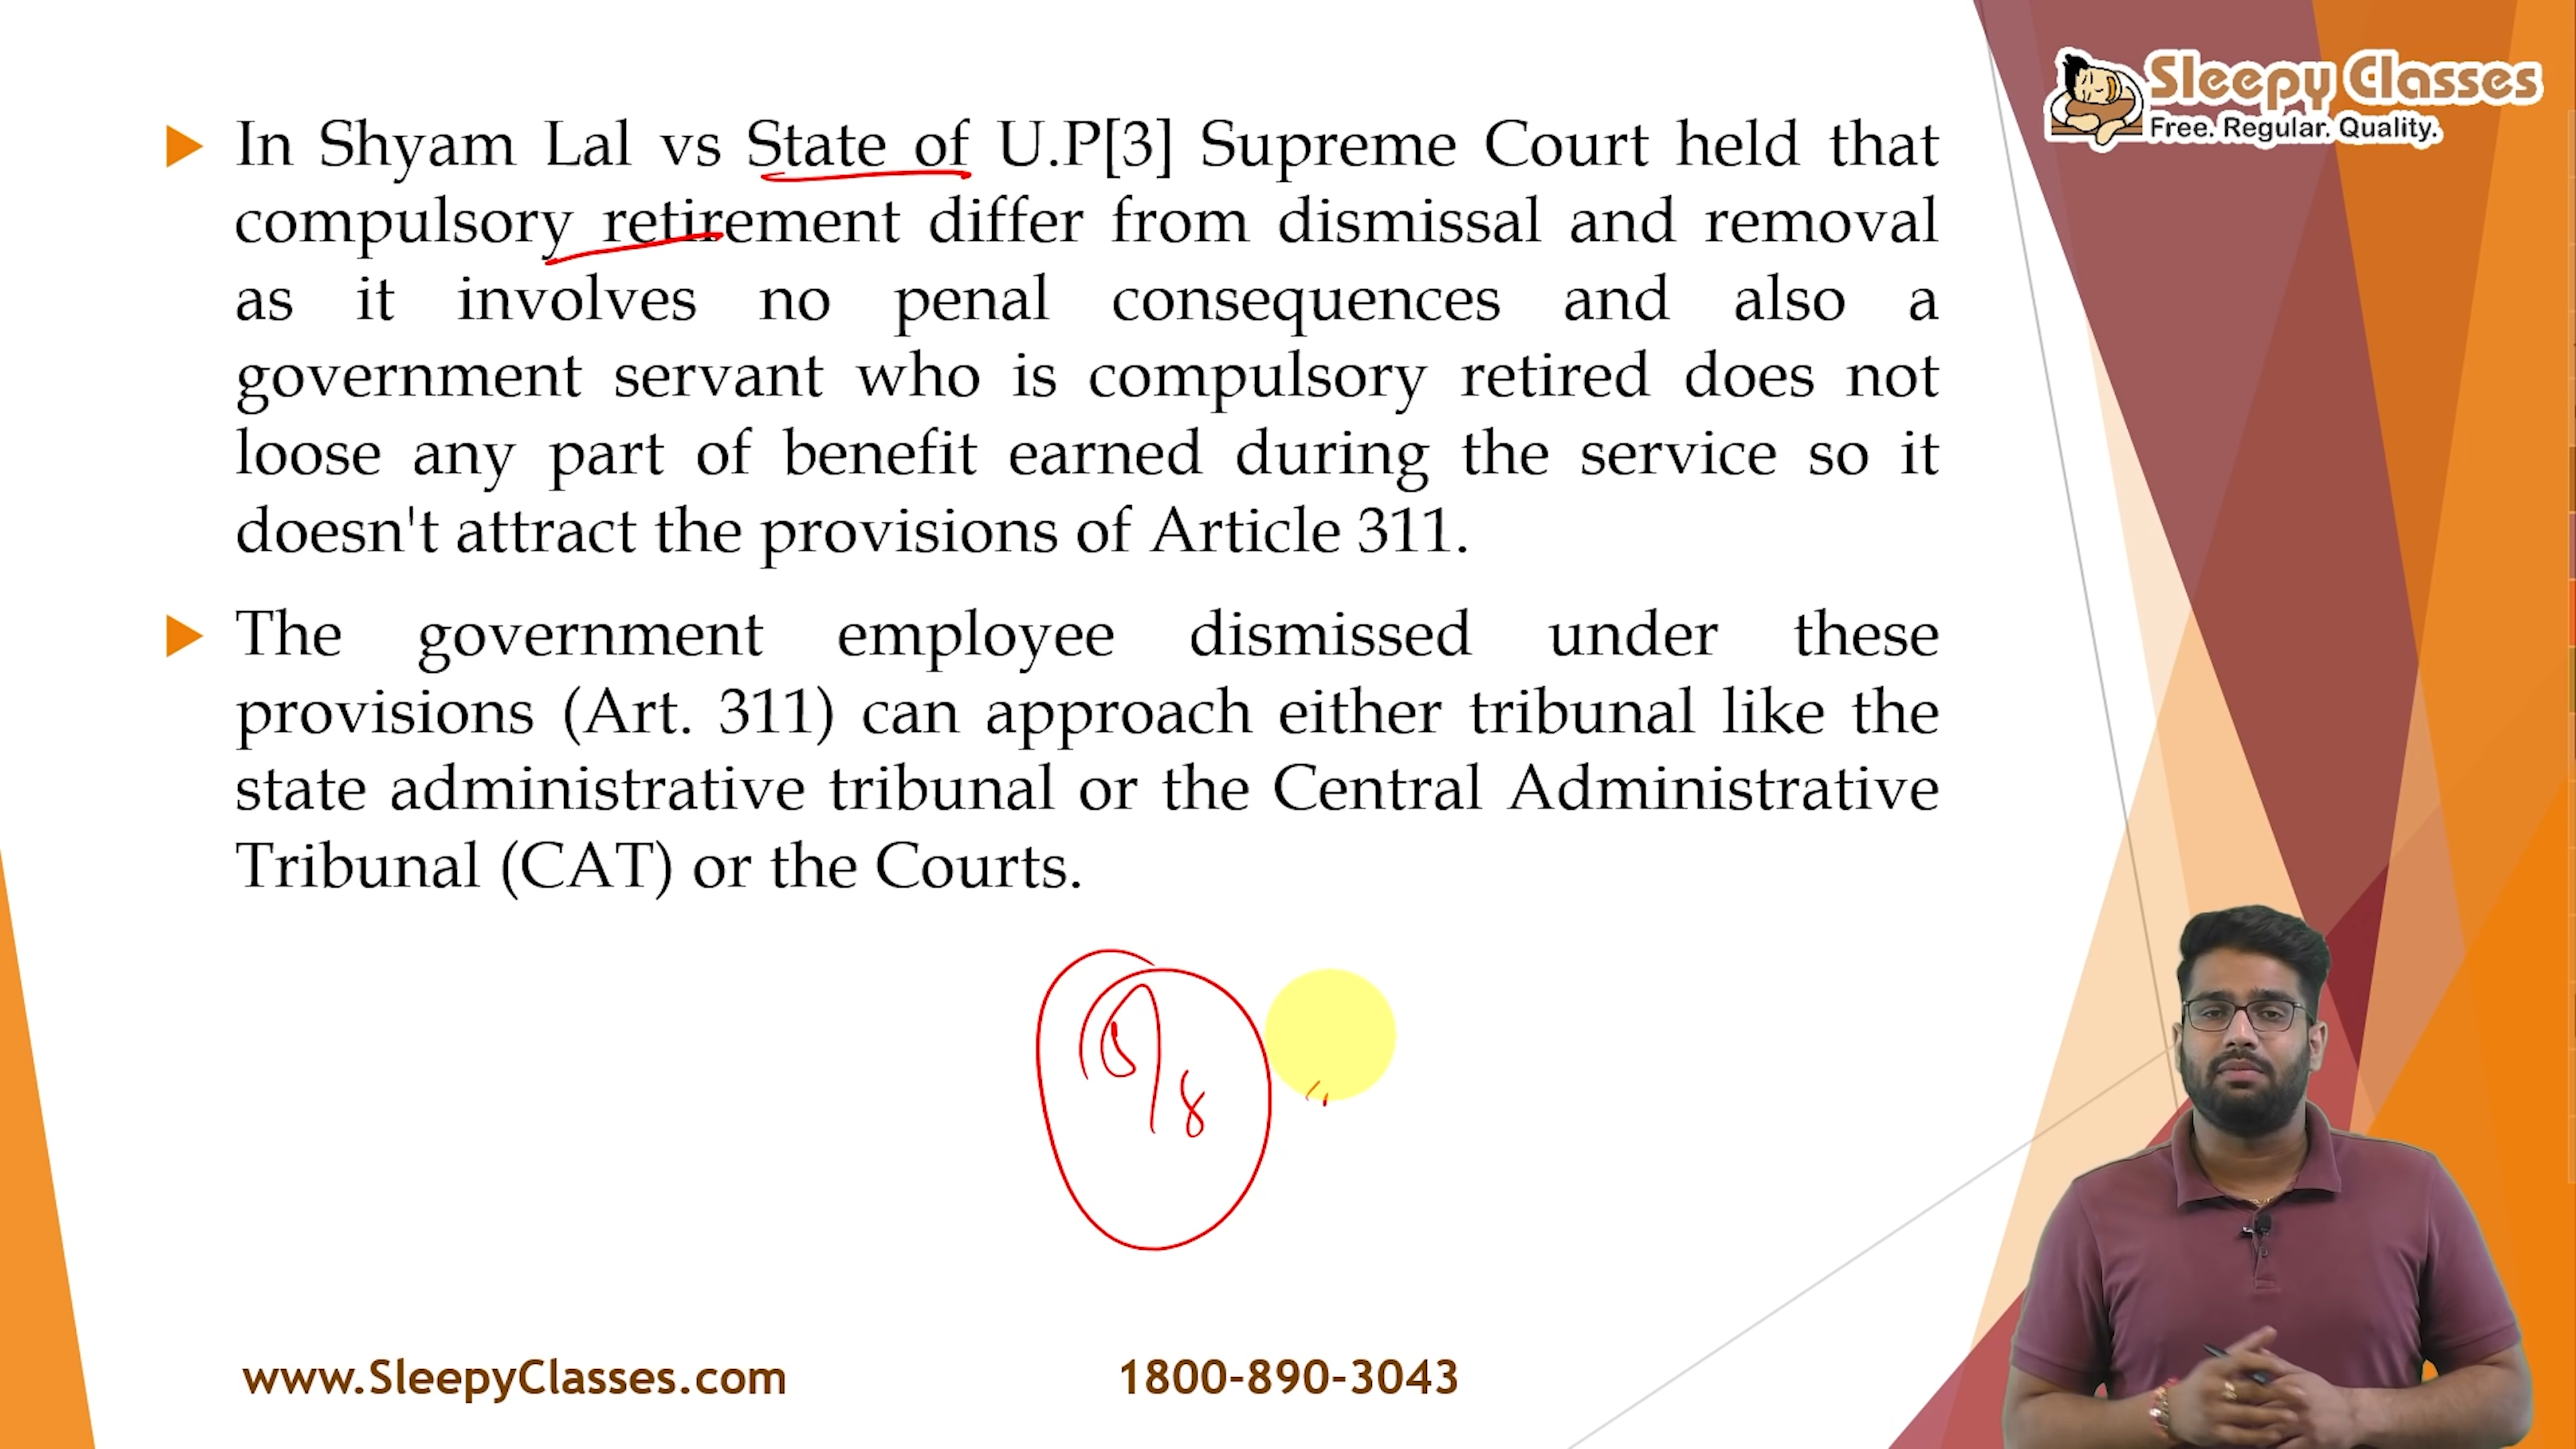 Sleepy Classes
Free. Regular. Quality.
In Shyam Lal vs State of U.P[3] Supreme Court held that
compulsory retirement differ from dismissal and removal
as it involves no penal consequences and also a
government servant who is compulsory retired does not
loose any part of benefit earned during the service so it
doesn't attract the provisions of Article 311.
The government employee dismissed under these
provisions (Art. 311) can approach either tribunal like the
state administrative tribunal or the Central Administrative
Tribunal (CAT) or the Courts.
www.SleepyClasses.com
1800-890-3043